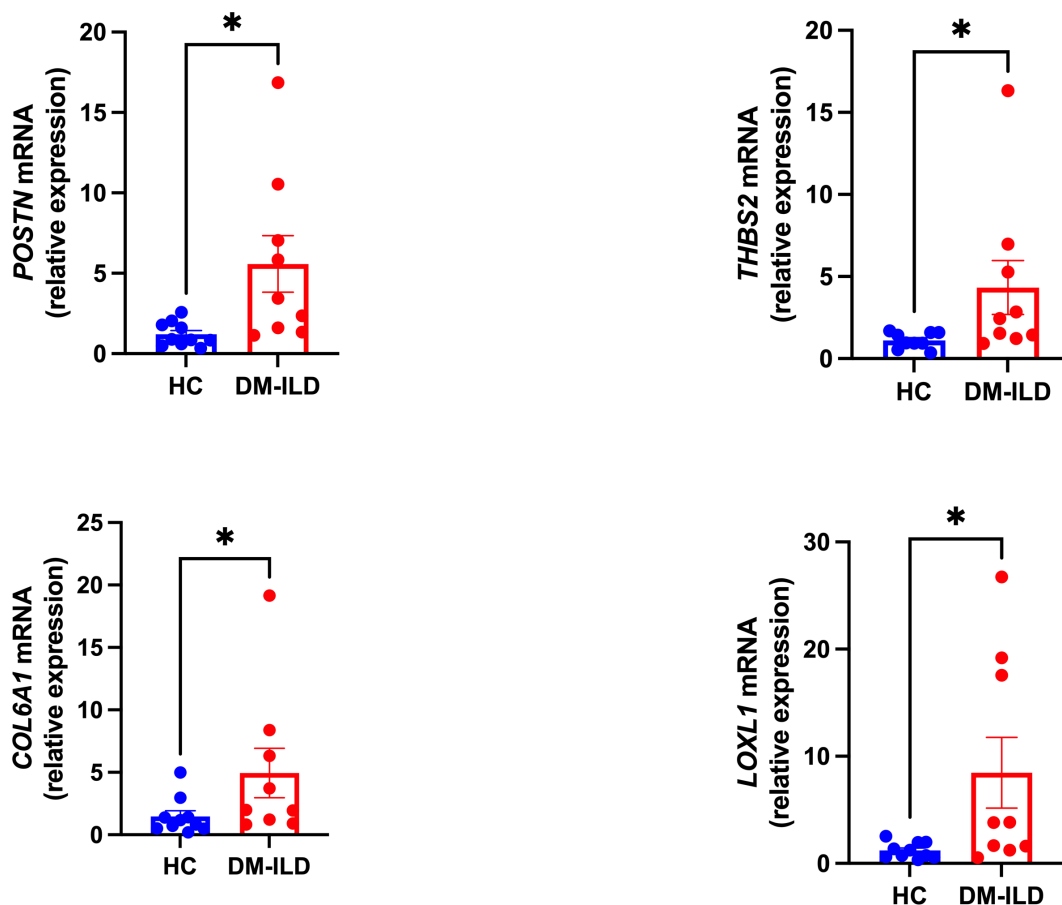 POSTN mRNA
(relative expression)
20
15
10
5
0
*
HC
DM-ILD
THBS2 mRNA
(relative expression)
20
15
10
5
0
*
HC
DM-ILD
COL6A1 mRNA
(relative expression)
25
20
15
10
5
0
*
HC
DM-ILD
LOXL1 mRNA
(relative expression)
30
20
10
0
*
HC
DM-ILD